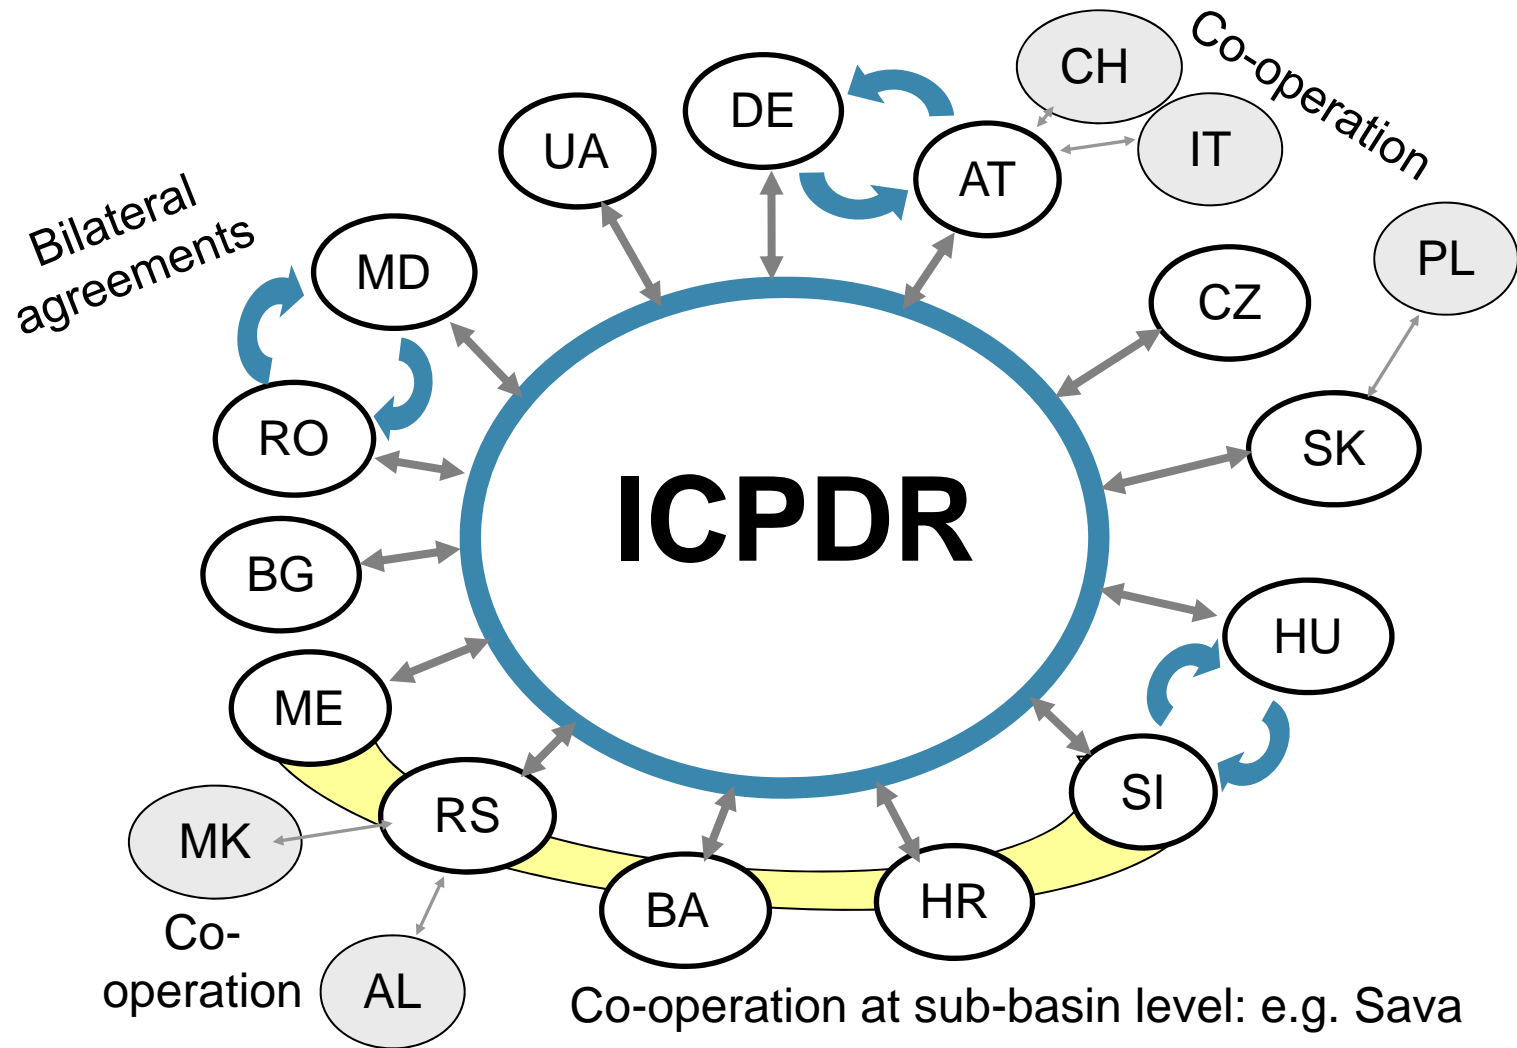 CH
Co-operation
DE
IT
UA
AT
Bilateral
agreements
MD
PL
CZ
RO
SK
ICPDR
BG
HU
ME
SI
RS
MK
BA
HR
Co-
operation
AL
Co-operation at sub-basin level: e.g. Sava